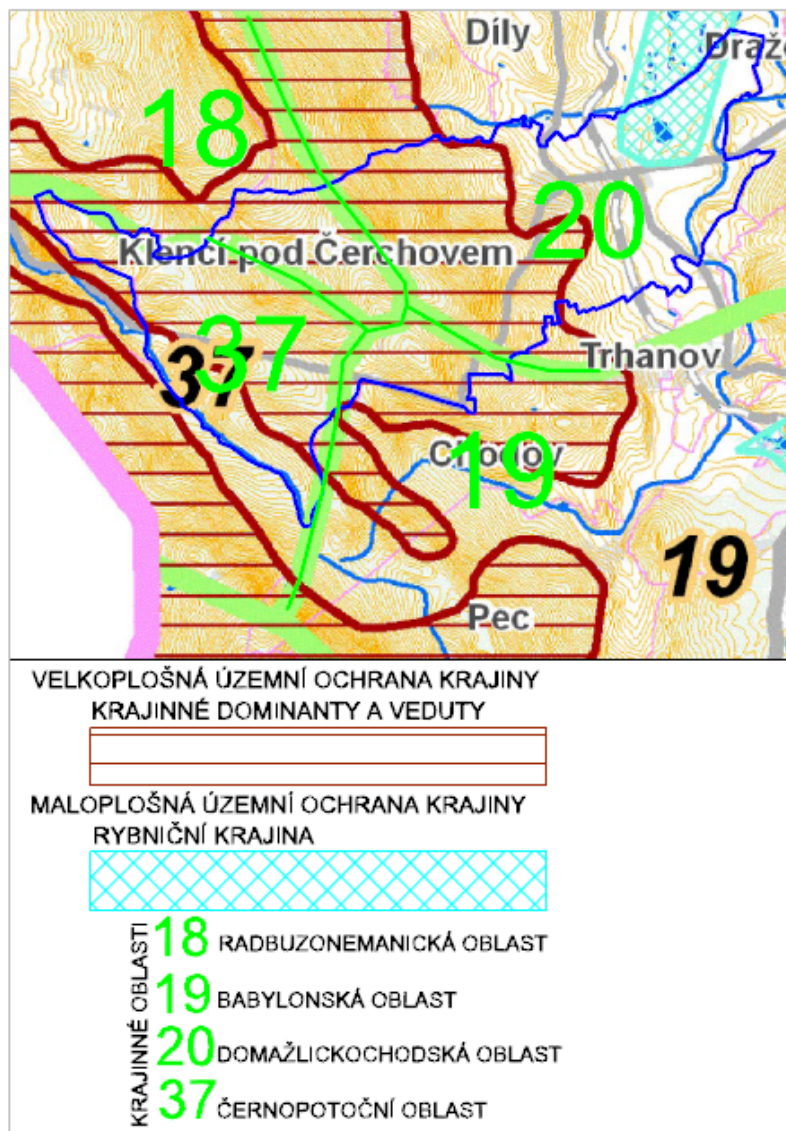 Díly
Draž
18
20
Klenčí pod Čerchovem
37
37
Trhanov
Chodov
19
19
Pec
VELKOPLOŠNÁ ÚZEMNÍ OCHRANA KRAJINY
KRAJINNÉ DOMINANTY A VEDUTY
MALOPLOŠNÁ ÚZEMNÍ OCHRANA KRAJINY
RYBNIČNÍ KRAJINA
KRAJINNÉ OBLASTI
18 RADBUZONEMANICKÁ OBLAST
19 BABYLONSKÁ OBLAST
20 DOMAŽLICKOCHODSKÁ OBLAST
37 ČERNOPOTOČNÍ OBLAST